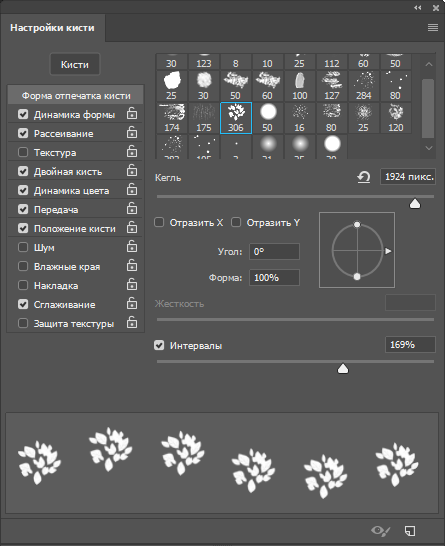 Настройки кисти
Кисти
Форма отпечатка кисти
Динамика формы
Рассеивание
Текстура
Двойная кисть
Динамика цвета
Передача
Положение кисти
Шум
Влажные края
Накладка
Сглаживание
Защита текстуры
30 123 8 10 25 112 60 50
25 30 50 60 100 127 284 80
174 175 306 50 16 80 25 120
Кегль 1924 пикс.
Отразить X Отразить Y
Угол: 0º
Форма: 100%
Жесткость
Интервалы 169%